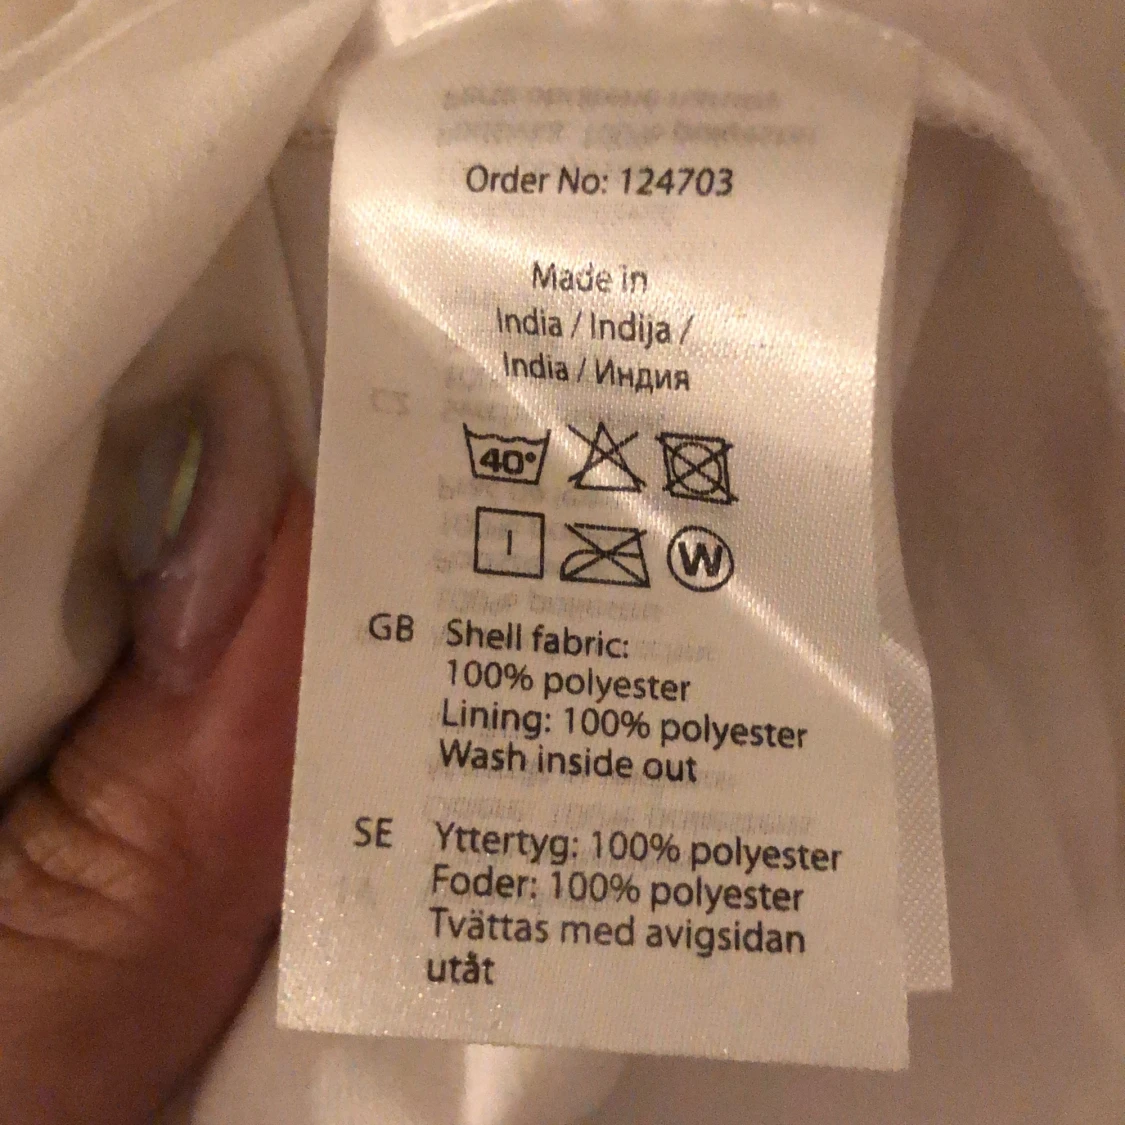 Order No: 124703
Made in
India / Indija /
India / Индия
40°
I
W
GB Shell fabric:
100% polyester
Lining: 100% polyester
Wash inside out
SE Yttertyg: 100% polyester
Foder: 100% polyester
Tvättas med avigsidan
utåt